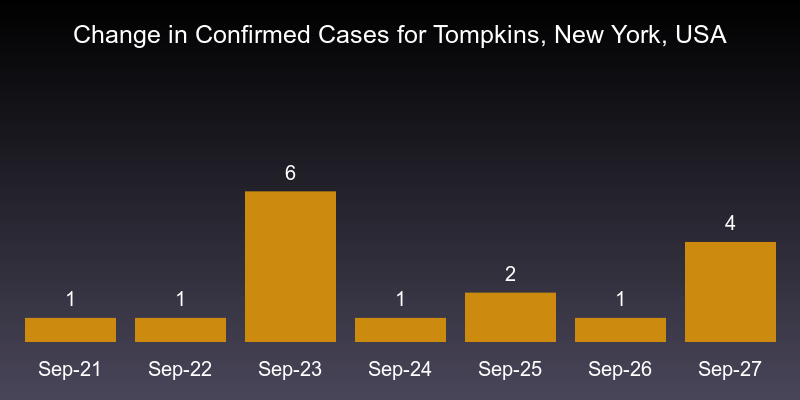 Change in Confirmed Cases for Tompkins, New York, USA
6
4
2
1 1 1 1
Sep-21 Sep-22 Sep-23 Sep-24 Sep-25 Sep-26 Sep-27